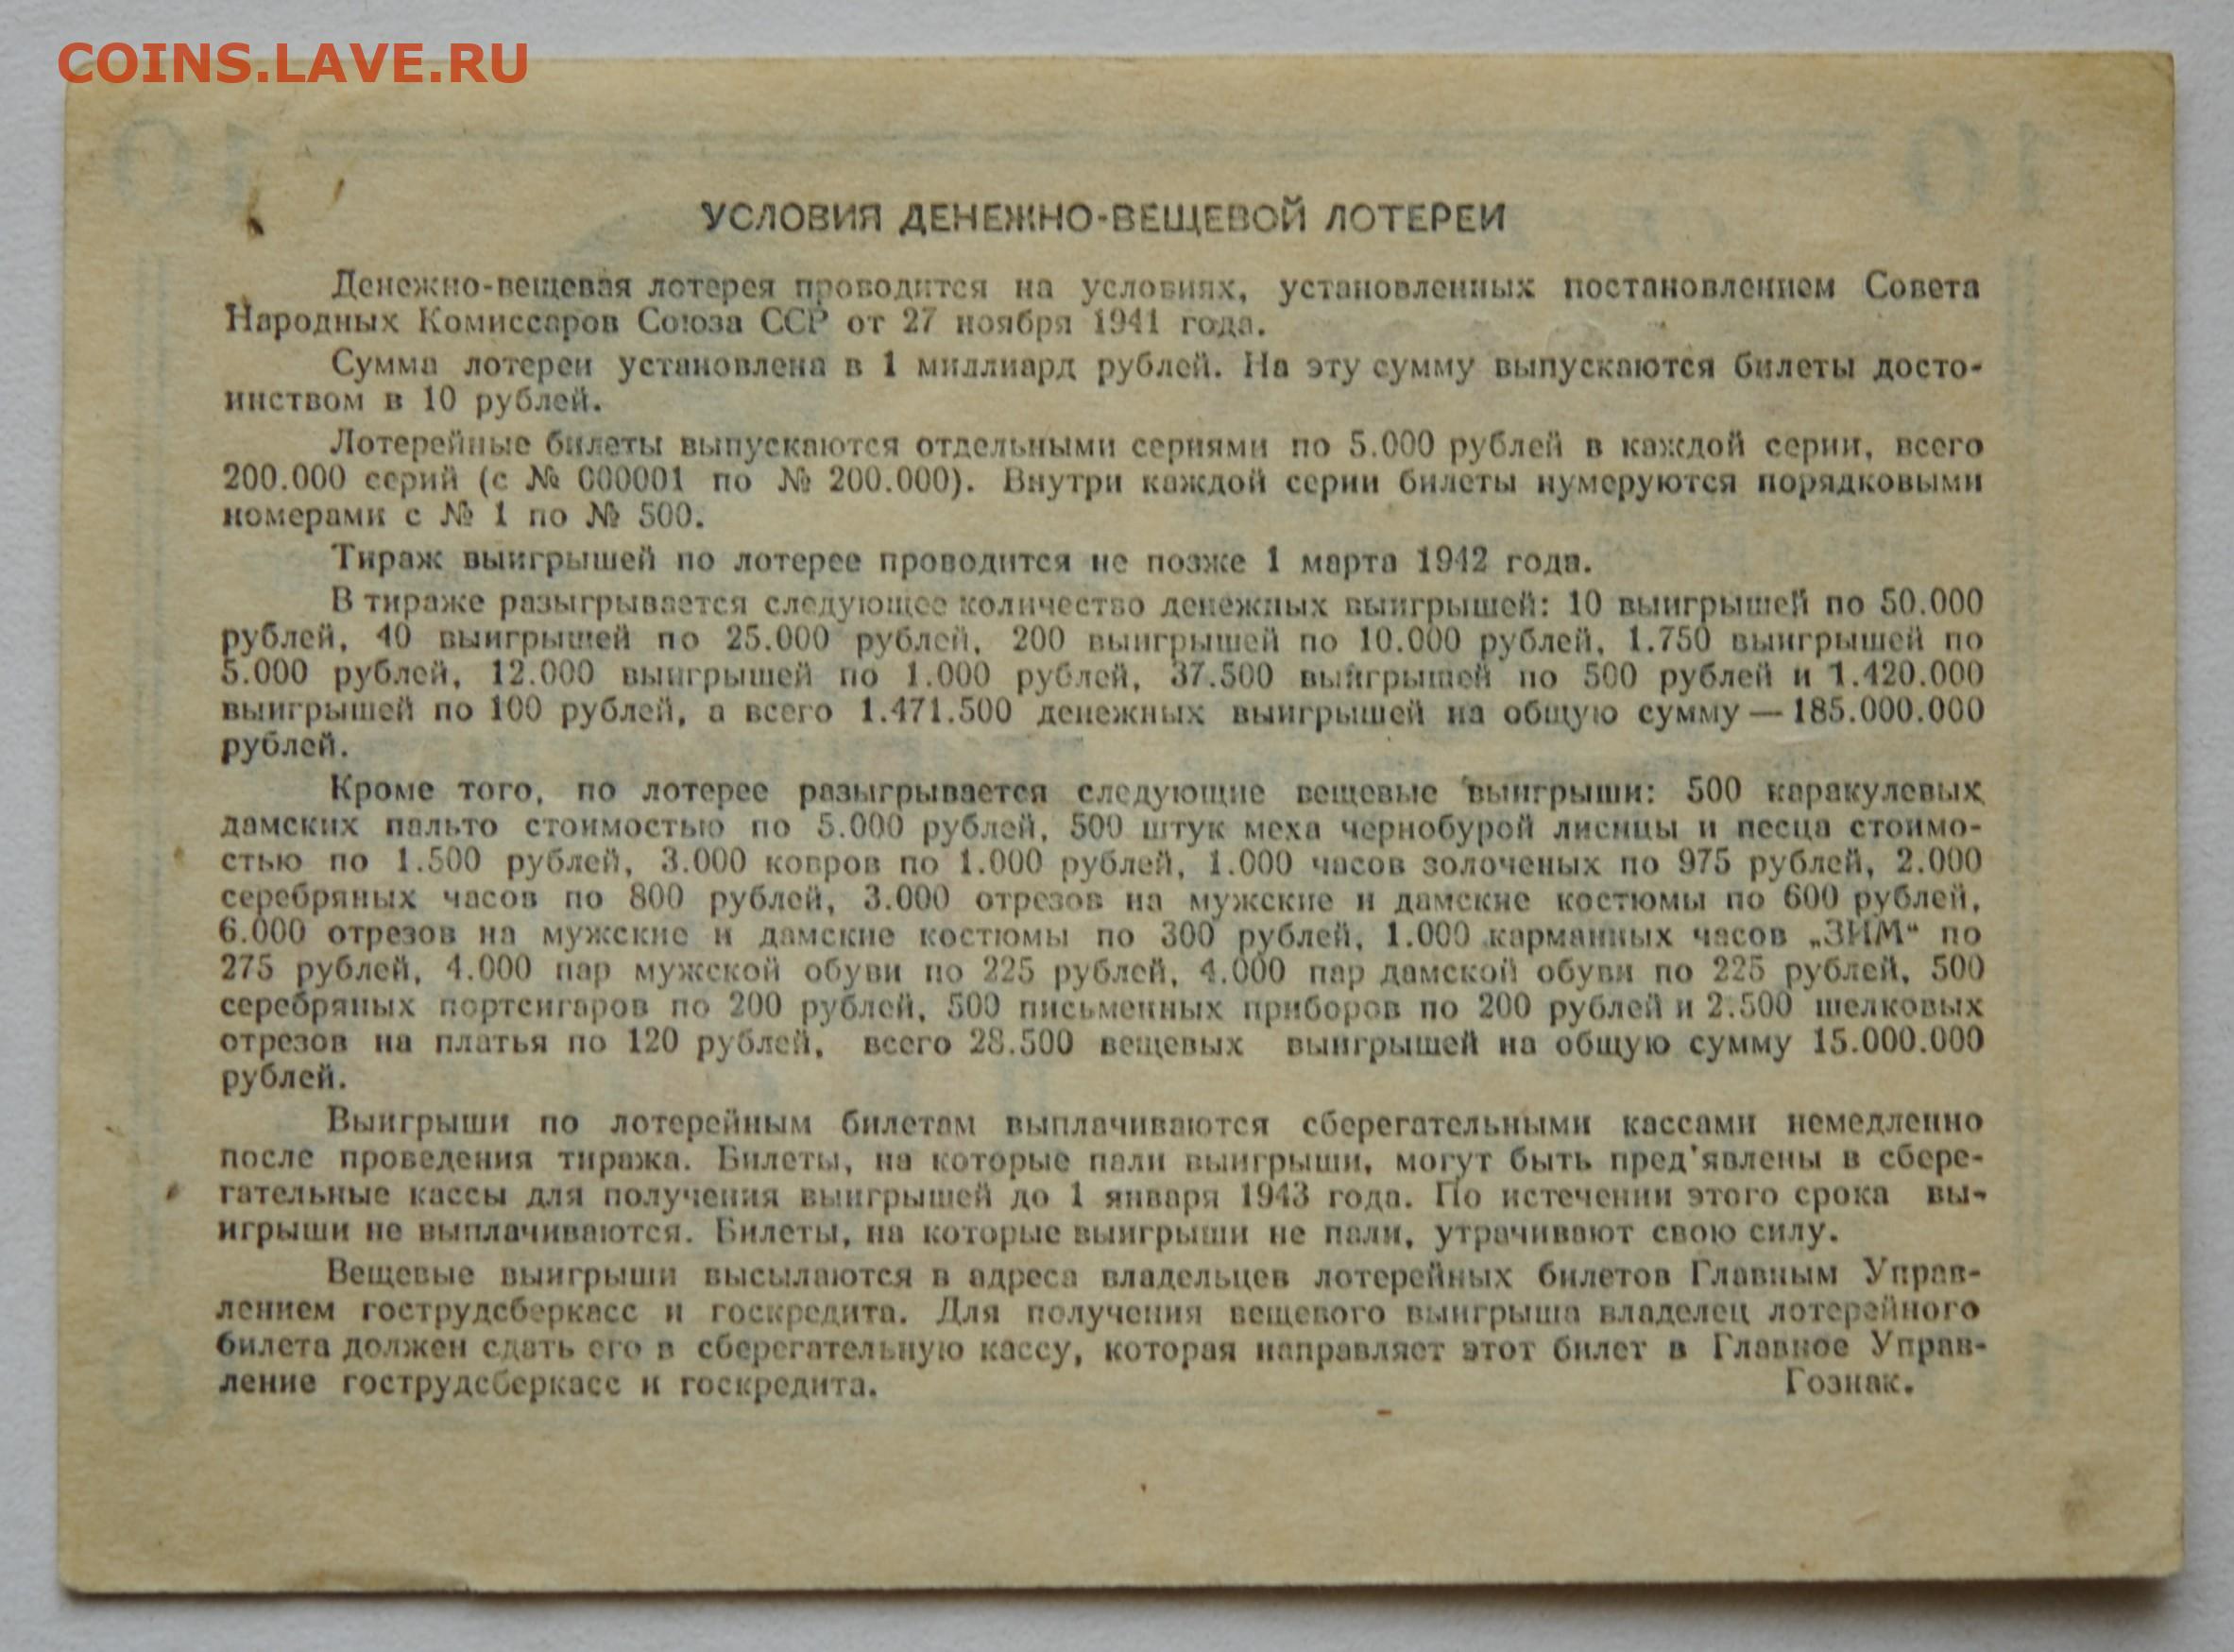 COINS.LAVE.RU
УСЛОВИЯ ДЕНЕЖНО-ВЕЩЕВОЙ ЛОТЕРЕИ
Денежно-вещевая лотерея проводится на условиях, установленных постановлением Совета
Народных Комиссаров Союза ССР от 27 ноября 1941 года.
Сумма лотереи установлена в 1 миллиард рублей. На эту сумму выпускаются билеты досто-
инством в 10 рублей.
Лотерейные билеты выпускаются отдельными сериями по 5.000 рублей в каждой серии, всего
200.000 серий (с № 000001 по № 200.000). Внутри каждой серии билеты нумеруются порядковыми
номерами с № 1 по № 500.
Тираж выигрышей по лотерее проводится не позже 1 марта 1942 года.
В тираже разыгрывается следующее количество денежных выигрышей: 10 выигрышей по 50.000
рублей, 40 выигрышей по 25.000 рублей, 200 выигрышей по 10.000 рублей, 1.750 выигрышей по
5.000 рублей, 12.000 выигрышей по 1.000 рублей, 37.500 выигрышей по 500 рублей и 1.420.000
выигрышей по 100 рублей, а всего 1.471.500 денежных выигрышей на общую сумму — 185.000.000
рублей.
Кроме того, по лотерее разыгрывается следующие вещевые выигрыши: 500 каракулевых
дамских пальто стоимостью по 5.000 рублей, 500 штук меха чернобурой лисицы и песца стоимо-
стью по 1.500 рублей, 3.000 ковров по 1.000 рублей, 1.000 часов золоченых по 975 рублей, 2.000
серебряных часов по 800 рублей, 3.000 отрезов на мужские и дамские костюмы по 600 рублей,
6.000 отрезов на мужские и дамские костюмы по 300 рублей, 1.000 карманных часов „ЗИМ“ по
275 рублей, 4.000 пар мужской обуви по 225 рублей, 4.000 пар дамской обуви по 225 рублей, 500
серебряных портсигаров по 200 рублей, 500 письменных приборов по 200 рублей и 2.500 шелковых
отрезов на платья по 120 рублей, всего 28.500 вещевых выигрышей на общую сумму 15.000.000
рублей.
Выигрыши по лотерейным билетам выплачиваются сберегательными кассами немедленно
после проведения тиража. Билеты, на которые пали выигрыши, могут быть пред'явлены в сбере-
гательные кассы для получения выигрышей до 1 января 1943 года. По истечении этого срока вы-
игрыши не выплачиваются. Билеты, на которые выигрыши не пали, утрачивают свою силу.
Вещевые выигрыши высылаются в адреса владельцев лотерейных билетов Главным Управ-
лением гострудсберкасс и госкредита. Для получения вещевого выигрыша владелец лотерейного
билета должен сдать его в сберегательную кассу, которая направляет этот билет в Главное Управ-
ление гострудсберкасс и госкредита. Гознак.